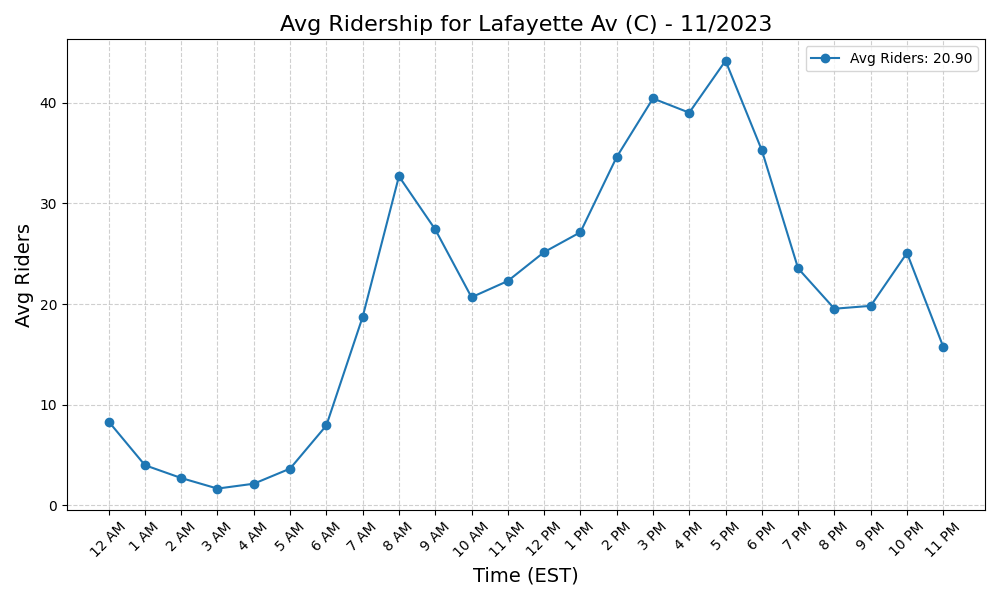 Avg Ridership for Lafayette Av (C) - 11/2023
Avg Riders: 20.90
Avg Riders
40
30
20
10
0
12 AM
1 AM
2 AM
3 AM
4 AM
5 AM
6 AM
7 AM
8 AM
9 AM
10 AM
11 AM
12 PM
1 PM
2 PM
3 PM
4 PM
5 PM
6 PM
7 PM
8 PM
9 PM
10 PM
11 PM
Time (EST)